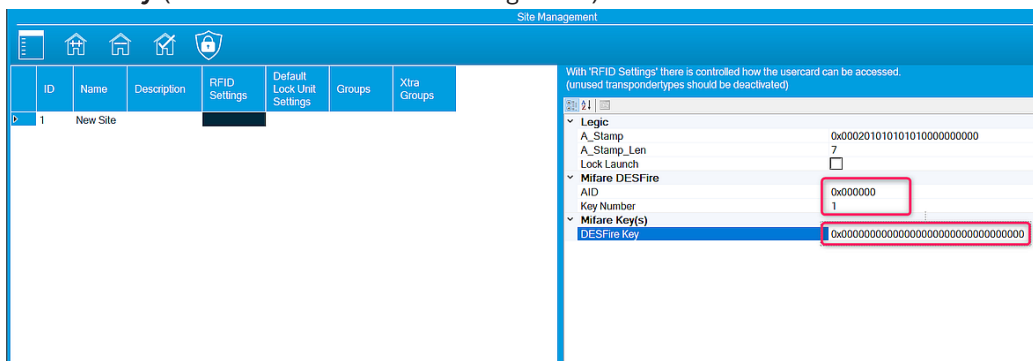 Site Management
ID Name Description RFID Settings Default Lock Unit Settings Groups Xtra Groups
1 New Site
With 'RFID Settings' there is controlled how the usercard can be accessed.
(unused transpondertypes should be deactivated)
Legic
A_Stamp
A_Stamp_Len 7
Lock Launch
Mifare DESFire
AID 0x000000
Key Number 1
Mifare Key(s)
DESFire Key